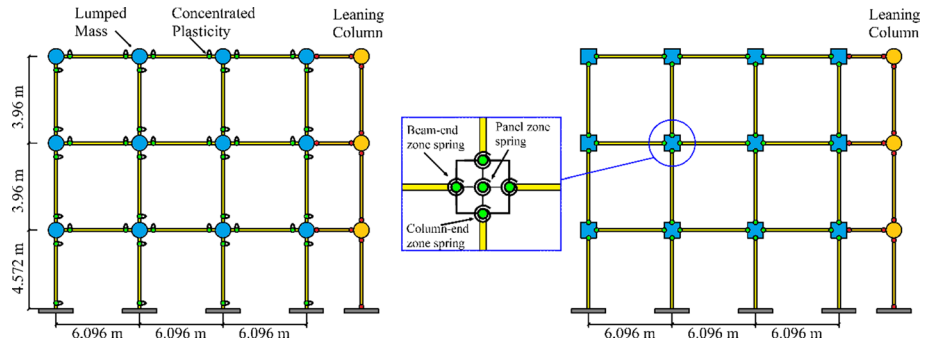 Lumped
Mass
Concentrated
Plasticity
Leaning
Column
3.96 m
3.96 m
4.572 m
6.096 m
6.096 m
6.096 m
Beam-end
zone spring
Panel zone
spring
Column-end
zone spring
Leaning
Column
6.096 m
6.096 m
6.096 m